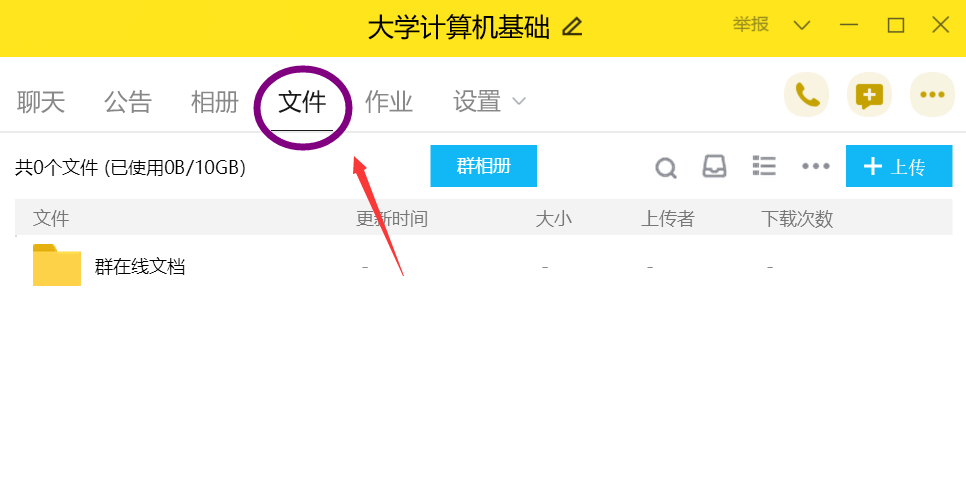 大学计算机基础
举报
聊天 公告 相册 文件 作业 设置
共0个文件 (已使用0B/10GB) 群相册 上传
文件 更新时间 大小 上传者 下载次数
群在线文档 - - - -